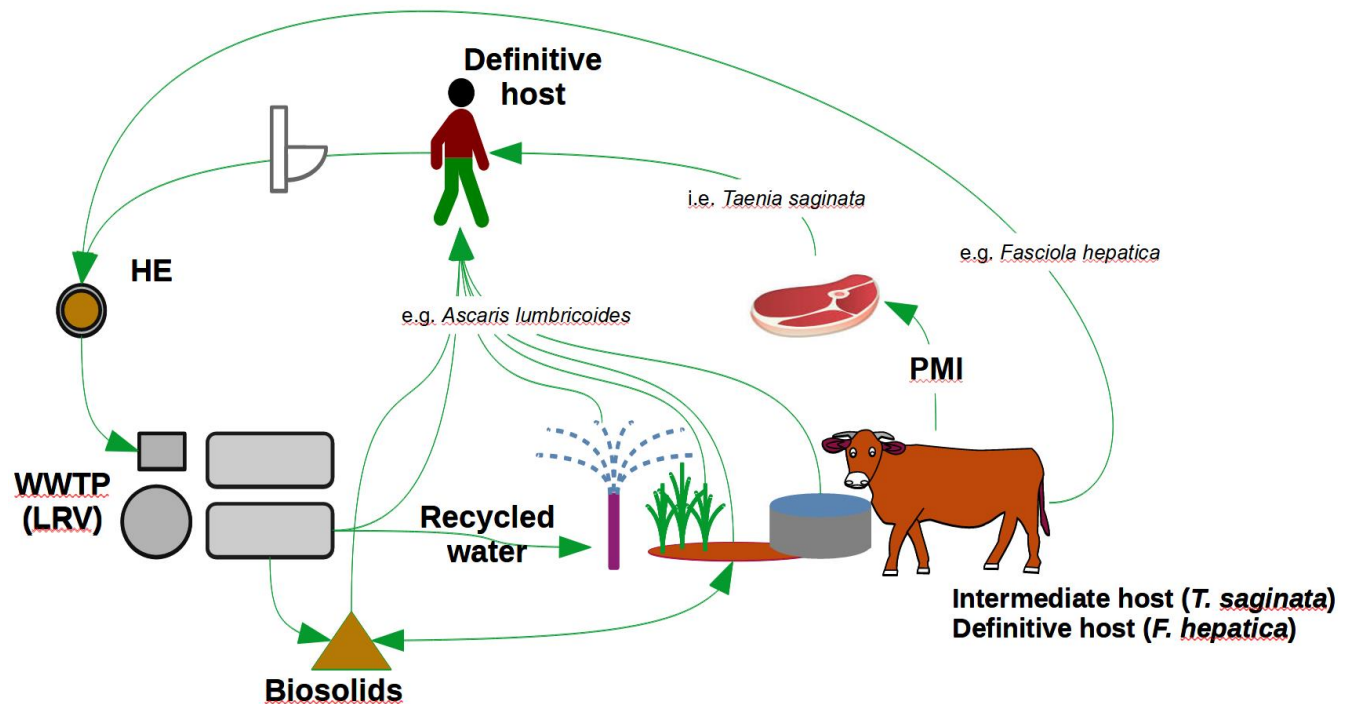 Definitive
host
i.e. Taenia saginata
e.g. Fasciola hepatica
HE
e.g. Ascaris lumbricoides
PMI
WWTP
(LRV)
Recycled
water
Intermediate host (T. saginata)
Definitive host (F. hepatica)
Biosolids